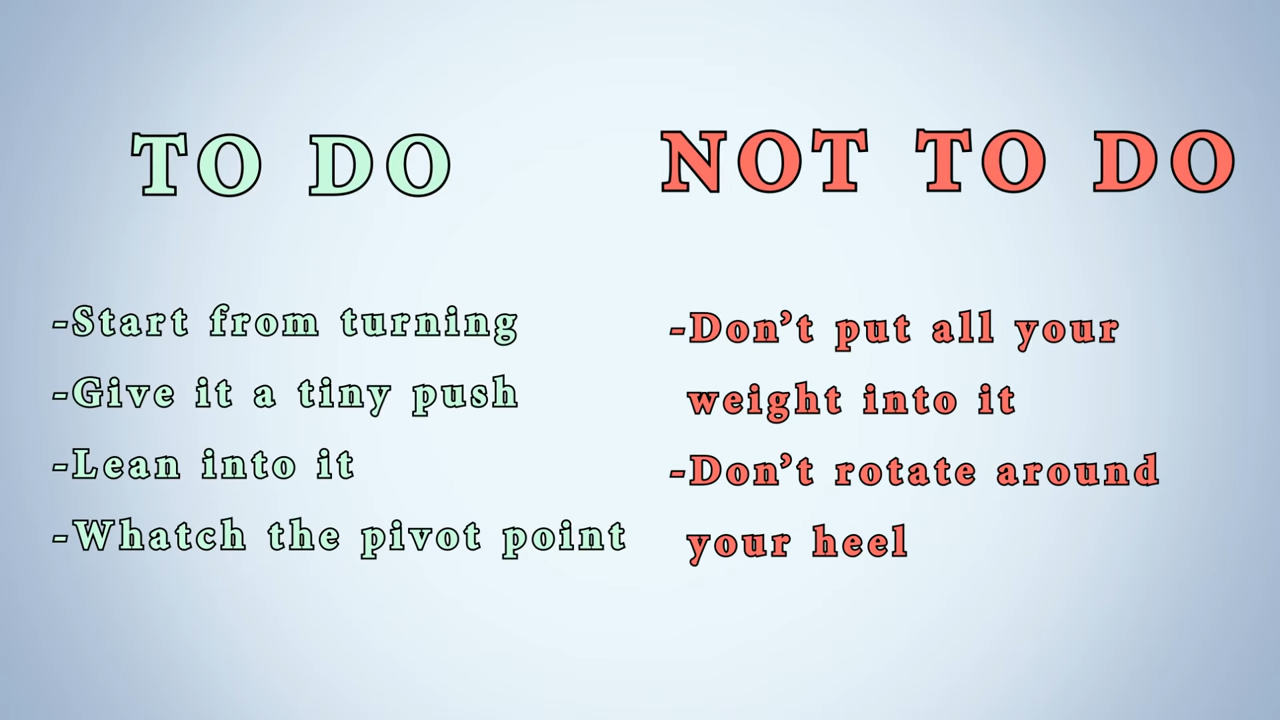 TO DO
-Start from turning
-Give it a tiny push
-Lean into it
-Whatch the pivot point
NOT TO DO
-Don’t put all your
weight into it
-Don’t rotate around
your heel